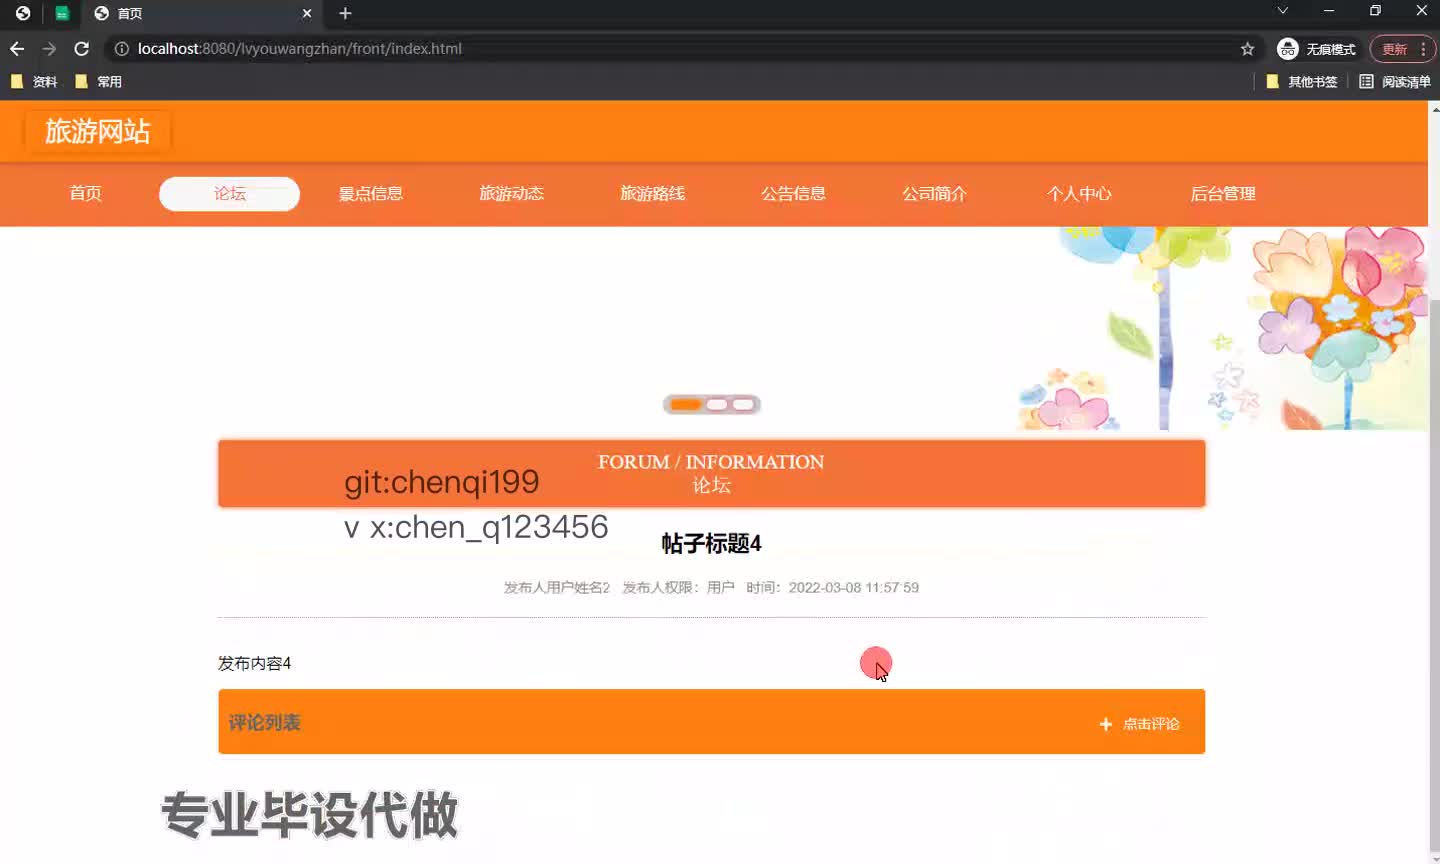 首页
localhost:8080/lvyouwangzhan/front/index.html
无痕模式
更新
资料
常用
其他书签
阅读清单
旅游网站
首页
论坛
景点信息
旅游动态
旅游路线
公告信息
公司简介
个人中心
后台管理
FORUM / INFORMATION
论坛
git:chenqi199
v x:chen_q123456
帖子标题4
发布人用户姓名2 发布人权限：用户 时间：2022-03-08 11:57:59
发布内容4
评论列表
点击评论
专业毕设代做